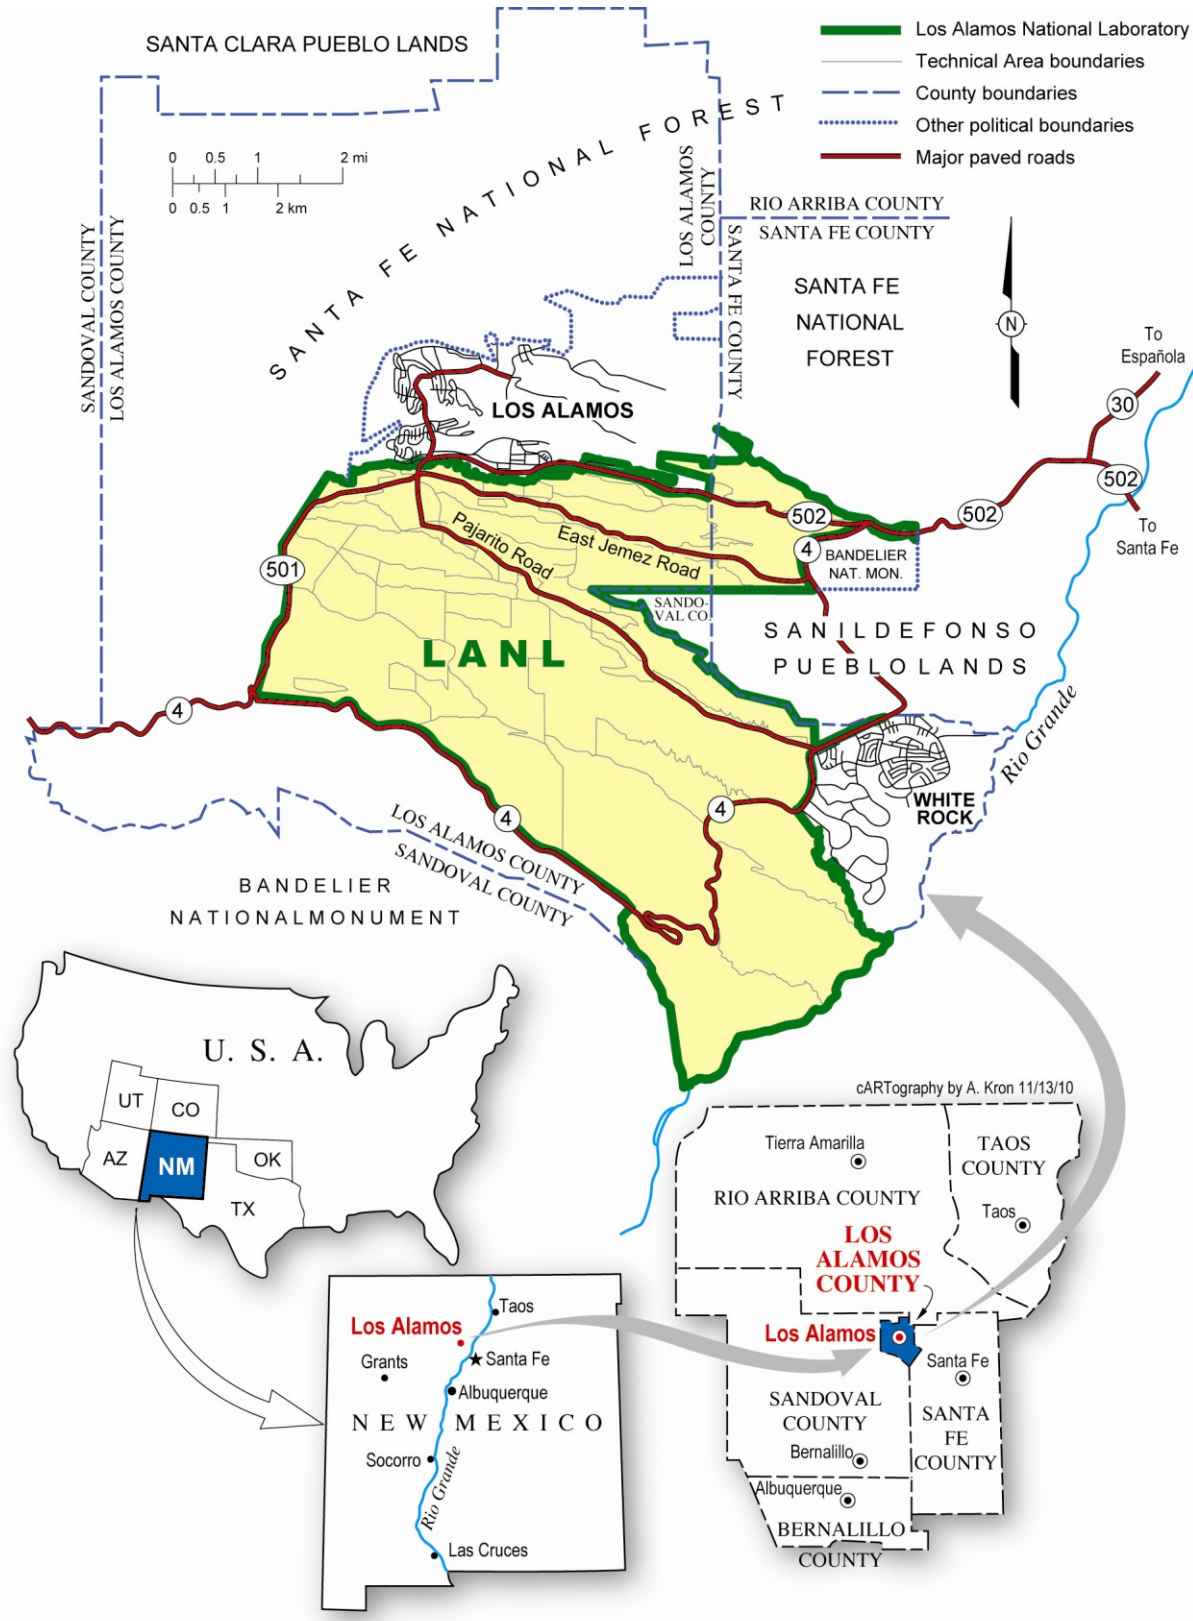 SANTA CLARA PUEBLO LANDS
Los Alamos National Laboratory
Technical Area boundaries
County boundaries
Other political boundaries
Major paved roads
0 0.5 1 2 mi
0 0.5 1 2 km
SANTA FE NATIONAL FOREST
SANDOVAL COUNTY
LOS ALAMOS COUNTY
LOS ALAMOS
COUNTY
SANTA FE COUNTY
RIO ARRIBA COUNTY
SANTA FE COUNTY
SANTA FE
NATIONAL
FOREST
N
To
Española
30
502
To
Santa Fe
LOS ALAMOS
502
502
4
BANDELIER
NAT. MON.
501
Pajarito Road
East Jemez Road
SANDO-
VAL CO.
LANL
SAN ILDEFONSO
PUEBLO LANDS
4
Rio Grande
WHITE
ROCK
4
4
LOS ALAMOS COUNTY
SANDOVAL COUNTY
BANDELIER
NATIONAL MONUMENT
U. S. A.
UT
CO
AZ
NM
OK
TX
cARTography by A. Kron 11/13/10
Tierra Amarilla
TAOS
COUNTY
RIO ARRIBA COUNTY
Taos
LOS
ALAMOS
COUNTY
Los Alamos
Santa Fe
SANDOVAL
COUNTY
SANTA
FE
COUNTY
Bernalillo
Albuquerque
BERNALILLO
COUNTY
Taos
Los Alamos
Santa Fe
Grants
Albuquerque
NEW MEXICO
Socorro
Rio Grande
Las Cruces